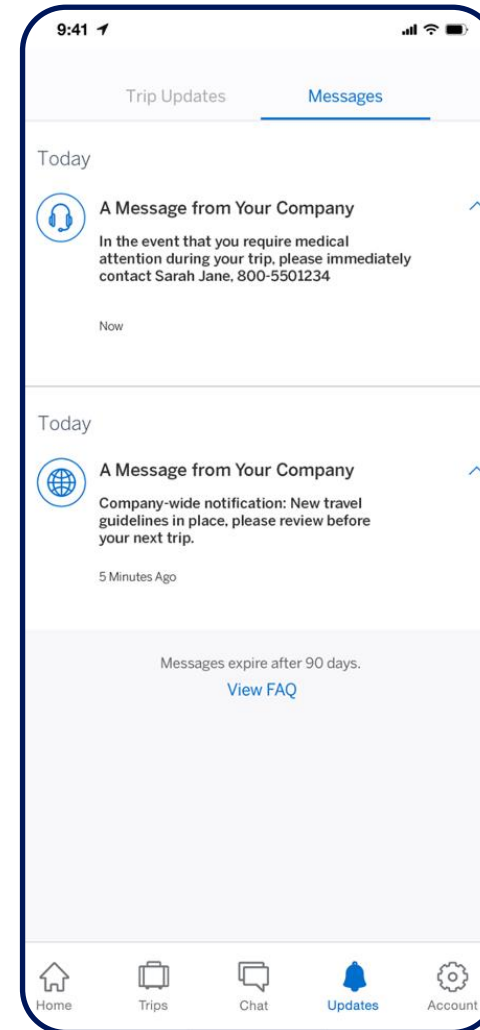 9:41
Trip Updates Messages
Today
A Message from Your Company
In the event that you require medical
attention during your trip, please immediately
contact Sarah Jane, 800-5501234
Now
Today
A Message from Your Company
Company-wide notification: New travel
guidelines in place, please review before
your next trip.
5 Minutes Ago
Messages expire after 90 days.
View FAQ
Home Trips Chat Updates Account